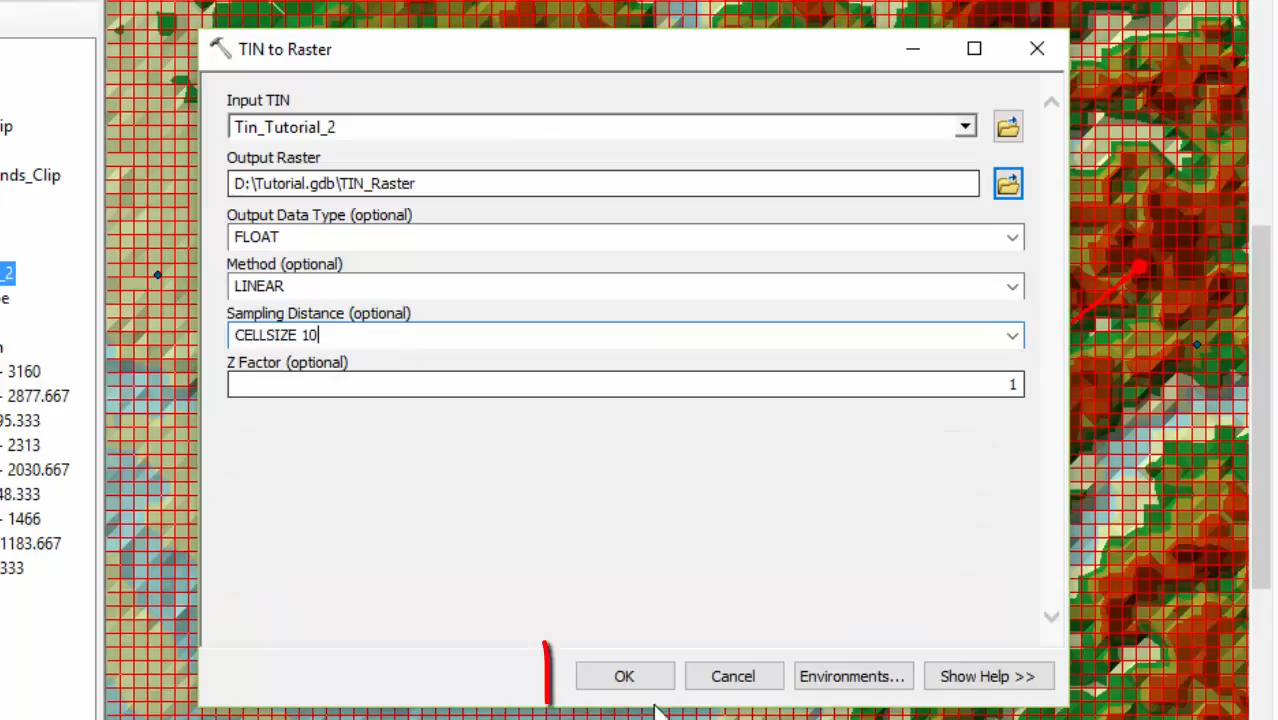 TIN to Raster
Input TIN
Tin_Tutorial_2
Output Raster
D:\Tutorial.gdb\TIN_Raster
Output Data Type (optional)
FLOAT
Method (optional)
LINEAR
Sampling Distance (optional)
CELLSIZE 10
Z Factor (optional)
1
OK Cancel Environments... Show Help >>
ip
nds_Clip
_2
e
n
- 3160
- 2877.667
95.333
- 2313
- 2030.667
48.333
- 1466
1183.667
333